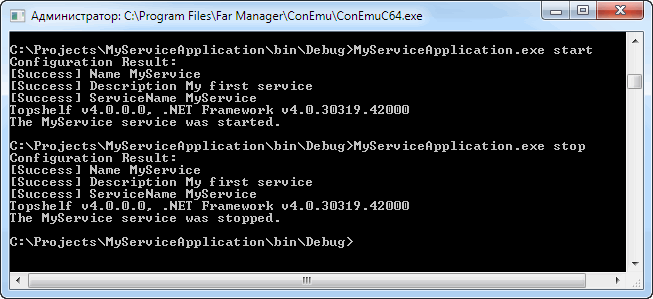 Администратор: C:\Program Files\Far Manager\ConEmu\ConEmuC64.exe
C:\Projects\MyServiceApplication\bin\Debug>MyServiceApplication.exe start
Configuration Result:
[Success] Name MyService
[Success] Description My first service
[Success] ServiceName MyService
Topshelf v4.0.0.0, .NET Framework v4.0.30319.42000
The MyService service was started.
C:\Projects\MyServiceApplication\bin\Debug>MyServiceApplication.exe stop
Configuration Result:
[Success] Name MyService
[Success] Description My first service
[Success] ServiceName MyService
Topshelf v4.0.0.0, .NET Framework v4.0.30319.42000
The MyService service was stopped.
C:\Projects\MyServiceApplication\bin\Debug>